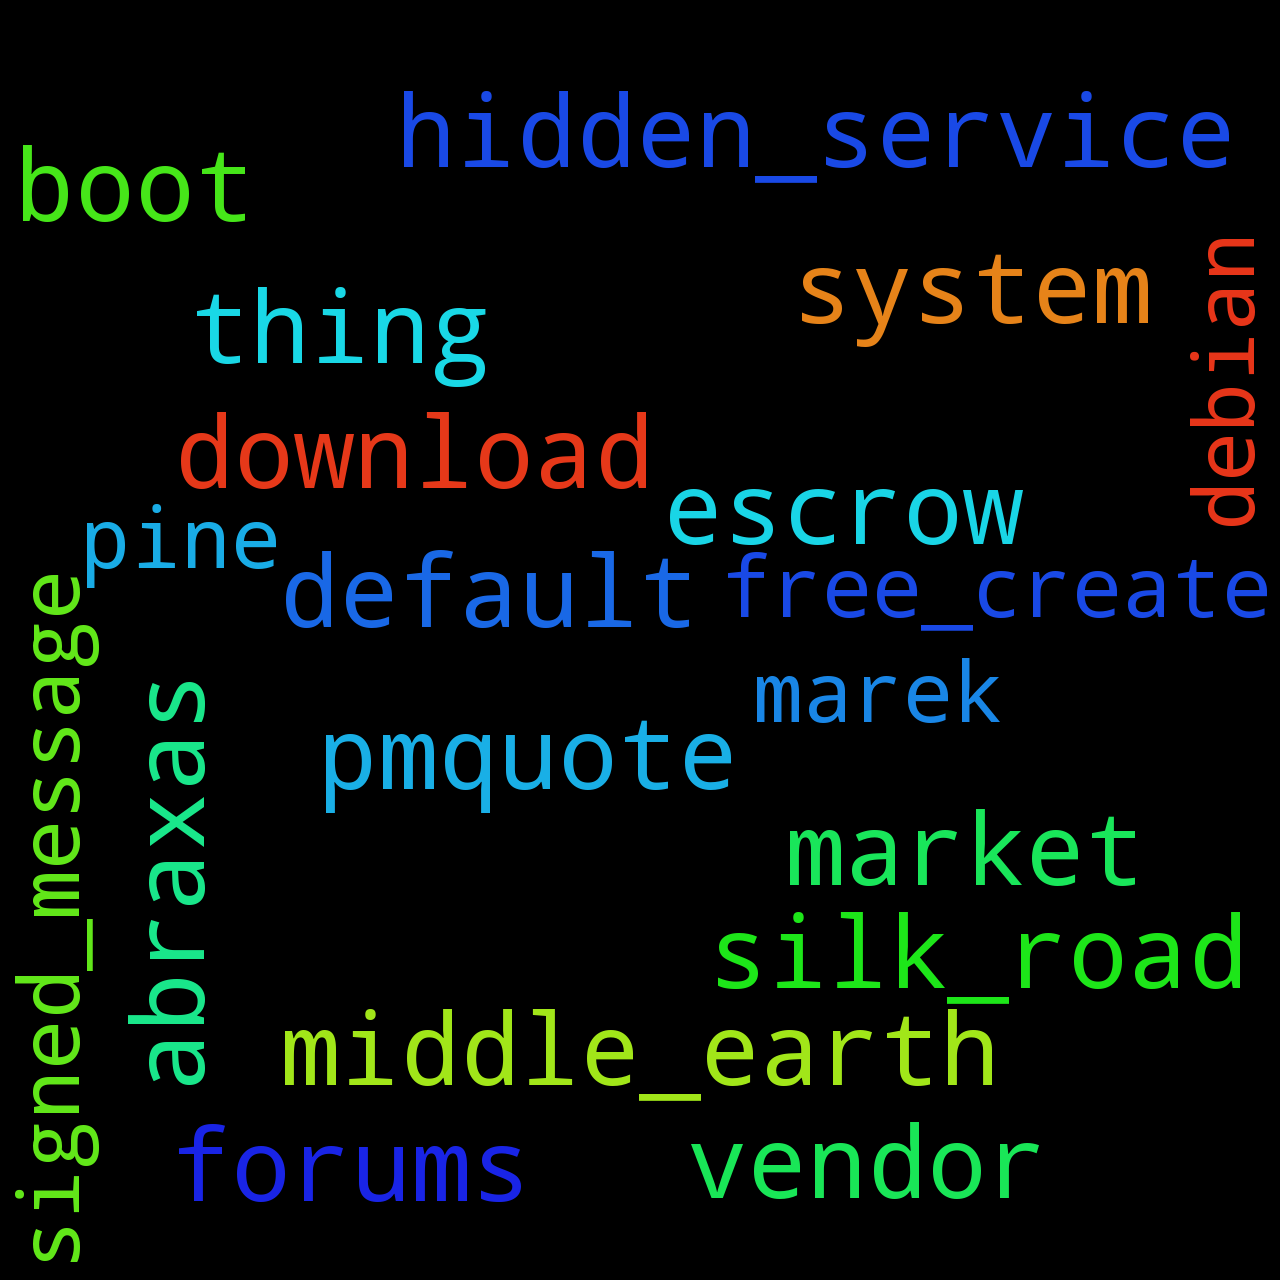 hidden_service
boot
system
debian
thing
download
escrow
pine
default
free_create
signed_message
marek
abraxas
pmquote
market
silk_road
middle_earth
forums
vendor